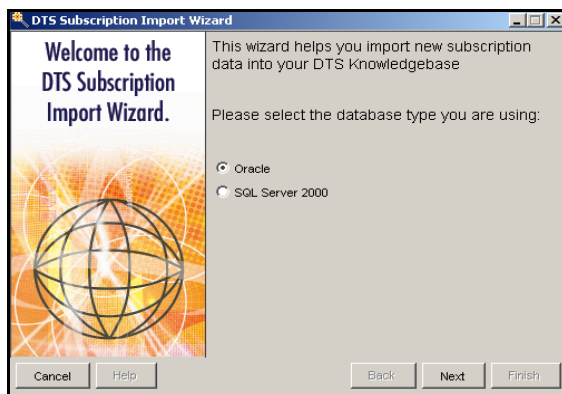 DTS Subscription Import Wizard
Welcome to the
DTS Subscription
Import Wizard.
This wizard helps you import new subscription
data into your DTS Knowledgebase
Please select the database type you are using:
Oracle
SQL Server 2000
Cancel
Help
Back
Next
Finish